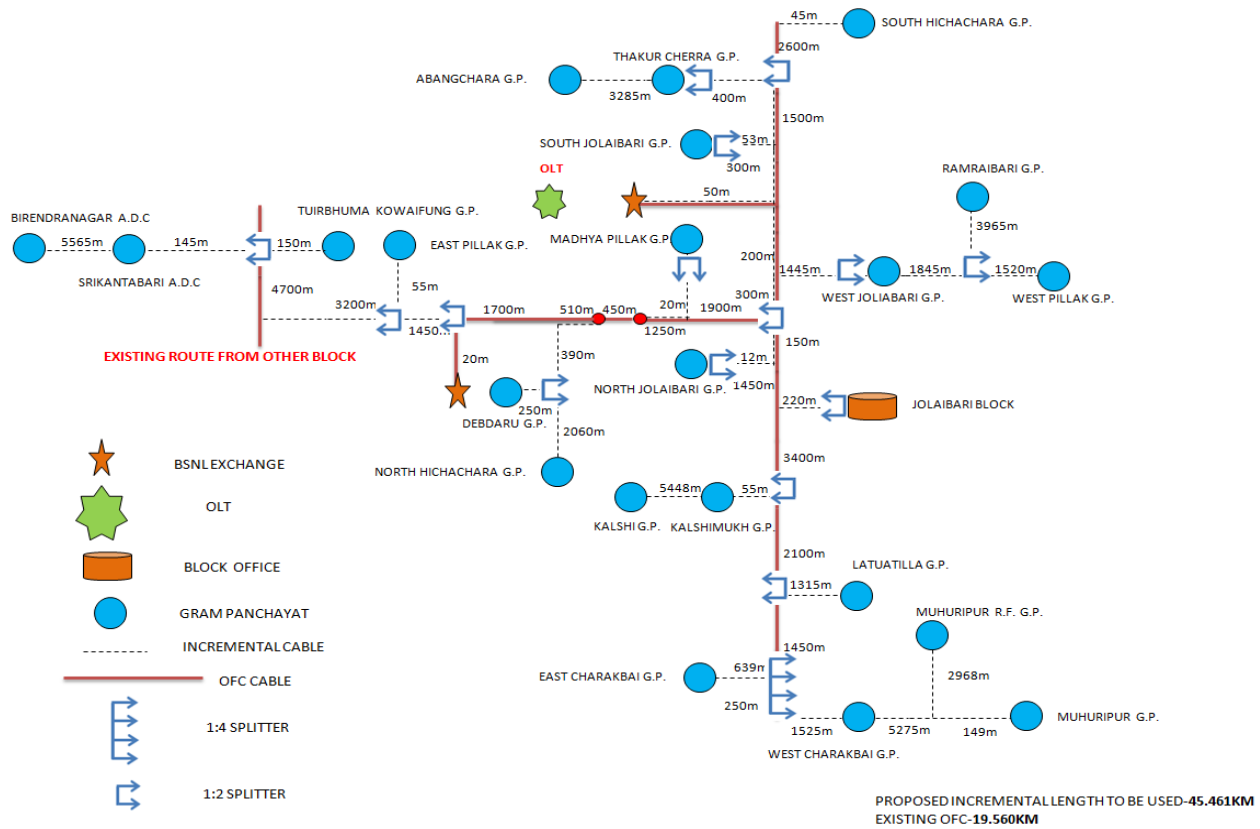 45m
SOUTH HICHACHARA G.P.
2600m
THAKUR CHERRA G.P.
ABANGCHARA G.P.
3285m
400m
1500m
SOUTH JOLAIBARI G.P.
53m
300m
OLT
50m
RAMRAIBARI G.P.
3965m
BIRENDRANAGAR A.D.C
5565m
145m
SRIKANTABARI A.D.C
150m
TUIRBHUMA KOWAIFUNG G.P.
EAST PILLAK G.P.
MADHYA PILLAK G.P
200m
1445m
1845m
1520m
WEST JOLIABARI G.P.
WEST PILLAK G.P.
4700m
55m
3200m
1450m
1700m
510m
450m
20m
1900m
300m
1250m
150m
EXISTING ROUTE FROM OTHER BLOCK
20m
390m
12m
NORTH JOLAIBARI G.P.
1450m
DEBDARU G.P.
250m
220m
JOLAIBARI BLOCK
2060m
NORTH HICHACHARA G.P.
3400m
5448m
55m
KALSHI G.P.
KALSHIMUKH G.P.
2100m
LATUATILLA G.P.
1315m
MUHURIPUR R.F. G.P.
1450m
639m
EAST CHARAKBAI G.P.
250m
2968m
1525m
5275m
149m
MUHURIPUR G.P.
WEST CHARAKBAI G.P.
BSNL EXCHANGE
OLT
BLOCK OFFICE
GRAM PANCHAYAT
INCREMENTAL CABLE
OFC CABLE
1:4 SPLITTER
1:2 SPLITTER
PROPOSED INCREMENTAL LENGTH TO BE USED-45.461KM
EXISTING OFC-19.560KM